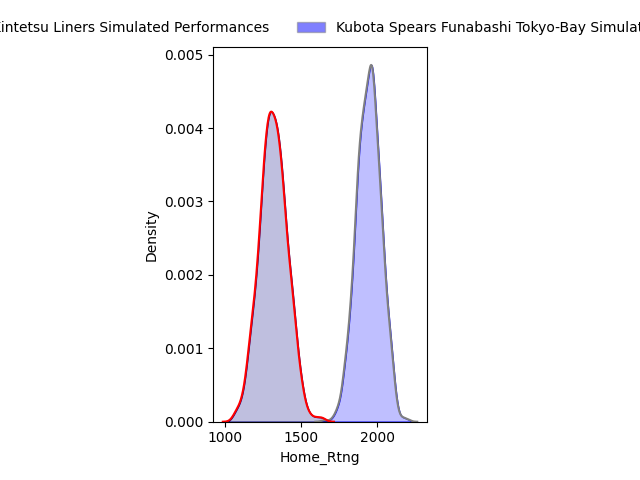 intetsu Liners Simulated Performances Kubota Spears Funabashi Tokyo-Bay Simulat
0.005
0.004
0.003
0.002
0.001
0.000
Density
1000 1500 2000
Home_Rtng